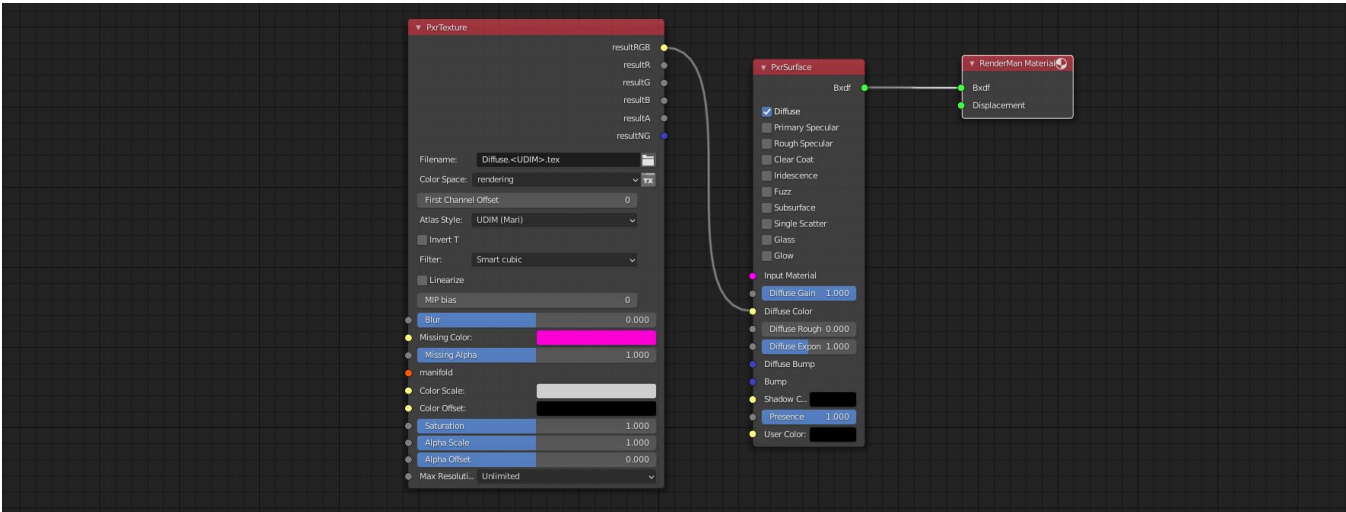 PxrTexture
resultRGB
resultR
resultG
resultB
resultA
resultNG
Filename: Diffuse.<UDIM>.tex
Color Space: rendering TX
First Channel Offset 0
Atlas Style: UDIM (Mari)
Invert T
Filter: Smart cubic
Linearize
MIP bias 0
Blur 0.000
Missing Color:
Missing Alpha 1.000
manifold
Color Scale:
Color Offset:
Saturation 1.000
Alpha Scale 1.000
Alpha Offset 0.000
Max Resoluti... Unlimited
PxrSurface
Bxdf
Diffuse
Primary Specular
Rough Specular
Clear Coat
Iridescence
Fuzz
Subsurface
Single Scatter
Glass
Glow
Input Material
Diffuse Gain 1.000
Diffuse Color
Diffuse Rough 0.000
Diffuse Expon 1.000
Diffuse Bump
Bump
Shadow C...
Presence 1.000
User Color:
RenderMan Material
Bxdf
Displacement